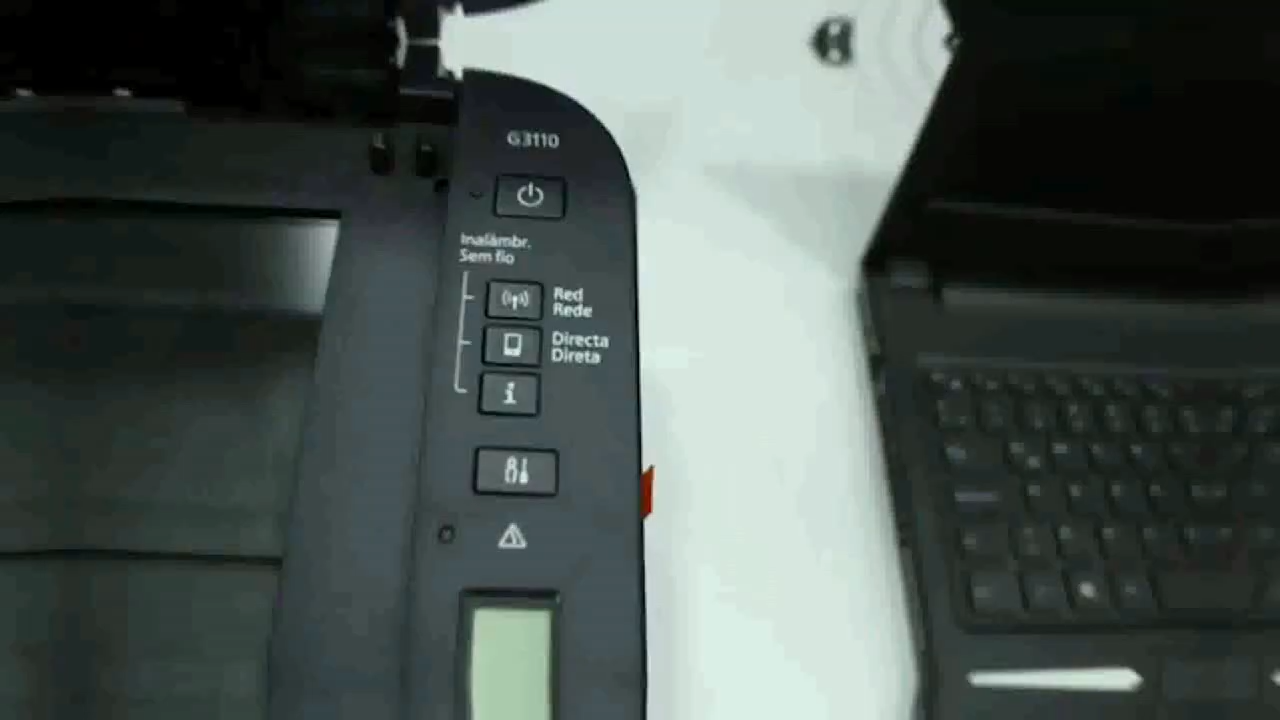 G3110
Inalámbr.
Sem fio
Red
Rede
Directa
Direta